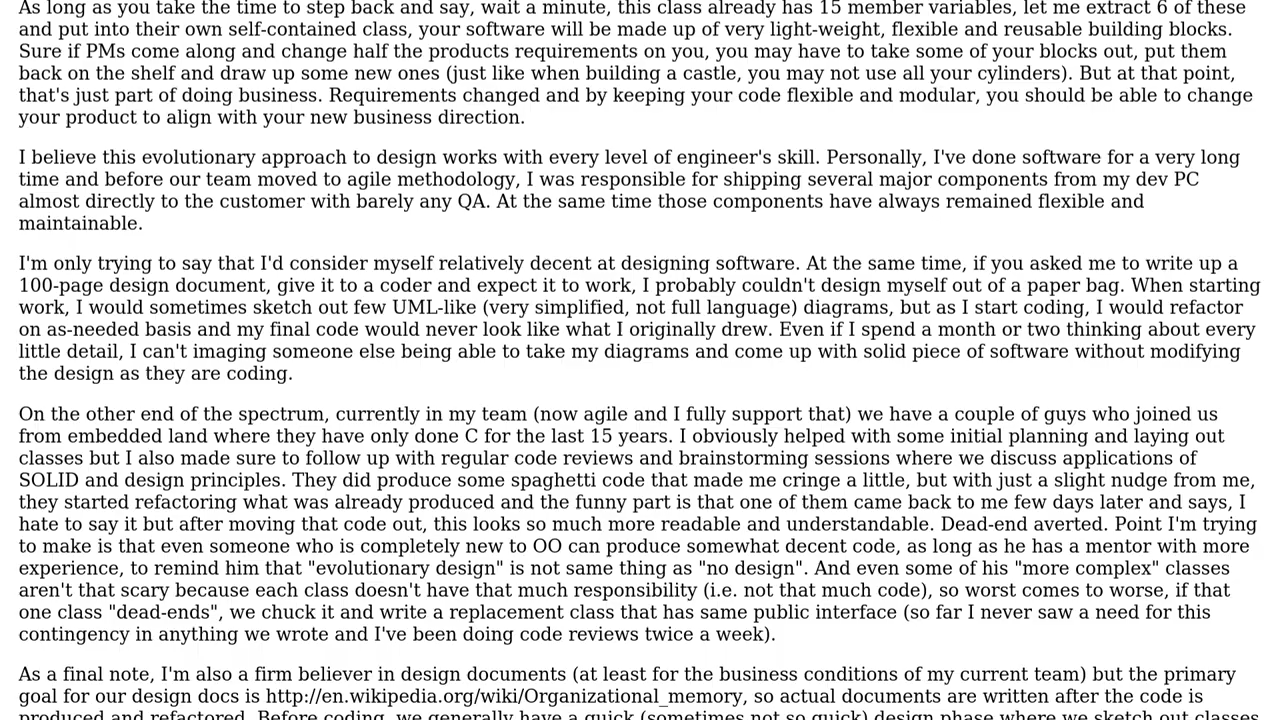 As long as you take the time to step back and say, wait a minute, this class already has 15 member variables, let me extract 6 of these
and put into their own self-contained class, your software will be made up of very light-weight, flexible and reusable building blocks.
Sure if PMs come along and change half the products requirements on you, you may have to take some of your blocks out, put them
back on the shelf and draw up some new ones (just like when building a castle, you may not use all your cylinders). But at that point,
that's just part of doing business. Requirements changed and by keeping your code flexible and modular, you should be able to change
your product to align with your new business direction.
I believe this evolutionary approach to design works with every level of engineer's skill. Personally, I've done software for a very long
time and before our team moved to agile methodology, I was responsible for shipping several major components from my dev PC
almost directly to the customer with barely any QA. At the same time those components have always remained flexible and
maintainable.
I'm only trying to say that I'd consider myself relatively decent at designing software. At the same time, if you asked me to write up a
100-page design document, give it to a coder and expect it to work, I probably couldn't design myself out of a paper bag. When starting
work, I would sometimes sketch out few UML-like (very simplified, not full language) diagrams, but as I start coding, I would refactor
on as-needed basis and my final code would never look like what I originally drew. Even if I spend a month or two thinking about every
little detail, I can't imaging someone else being able to take my diagrams and come up with solid piece of software without modifying
the design as they are coding.
On the other end of the spectrum, currently in my team (now agile and I fully support that) we have a couple of guys who joined us
from embedded land where they have only done C for the last 15 years. I obviously helped with some initial planning and laying out
classes but I also made sure to follow up with regular code reviews and brainstorming sessions where we discuss applications of
SOLID and design principles. They did produce some spaghetti code that made me cringe a little, but with just a slight nudge from me,
they started refactoring what was already produced and the funny part is that one of them came back to me few days later and says, I
hate to say it but after moving that code out, this looks so much more readable and understandable. Dead-end averted. Point I'm trying
to make is that even someone who is completely new to OO can produce somewhat decent code, as long as he has a mentor with more
experience, to remind him that "evolutionary design" is not same thing as "no design". And even some of his "more complex" classes
aren't that scary because each class doesn't have that much responsibility (i.e. not that much code), so worst comes to worse, if that
one class "dead-ends", we chuck it and write a replacement class that has same public interface (so far I never saw a need for this
contingency in anything we wrote and I've been doing code reviews twice a week).
As a final note, I'm also a firm believer in design documents (at least for the business conditions of my current team) but the primary
goal for our design docs is http://en.wikipedia.org/wiki/Organizational_memory, so actual documents are written after the code is
produced and refactored. Before coding, we generally have a quick (sometimes not so quick) design phase where we sketch out classes